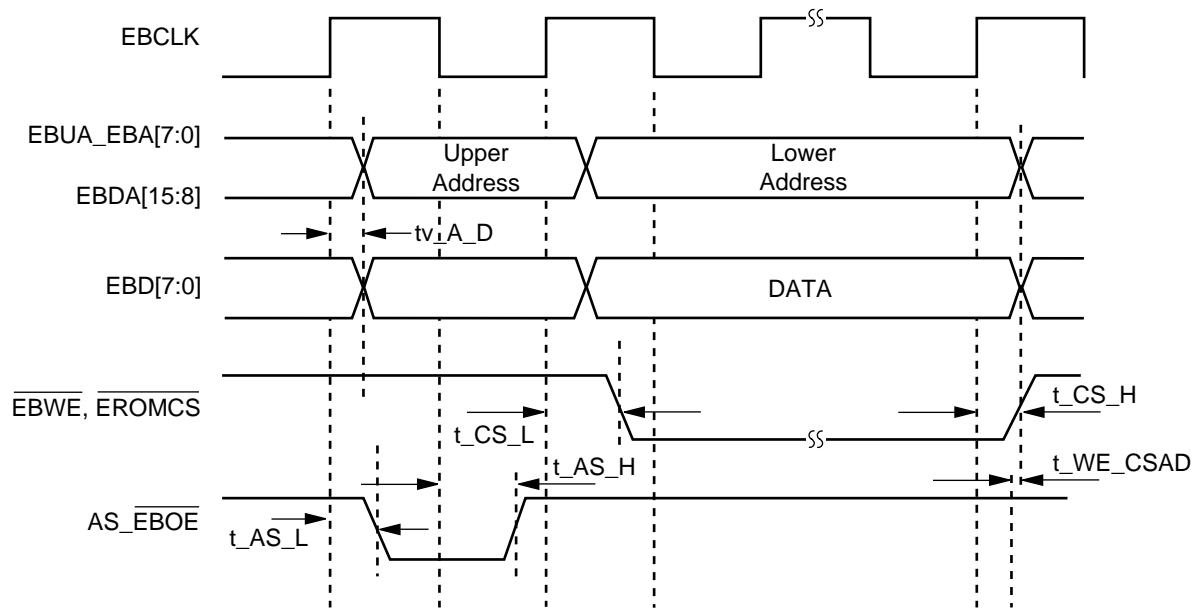 EBCLK
EBUA_EBA[7:0]
Upper
Address
Lower
Address
EBDA[15:8]
tv_A_D
EBD[7:0]
DATA
EBWE, EROMCS
t_CS_L
t_CS_H
t_AS_H
t_WE_CSAD
AS_EBOE
t_AS_L